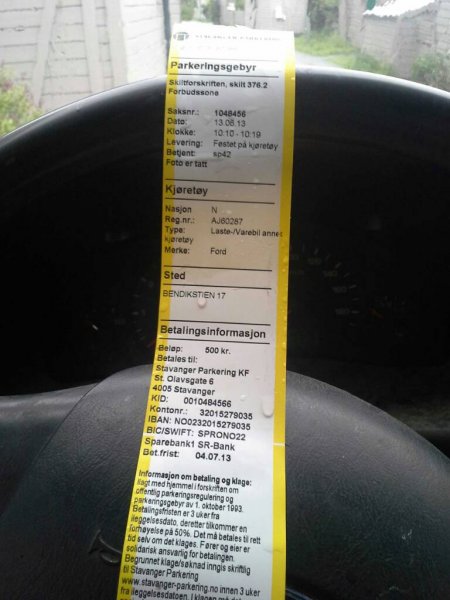 STAVANGER PARKERING
Parkeringsgebyr
Skiltforskriften, skilt 376.2
Forbudssone
Saksnr.: 1048456
Dato: 13.06.13
Klokke: 10:10 - 10:19
Levering: Festet på kjøretøy
Betjent: sp42
Foto er tatt
Kjøretøy
Nasjon N
Reg.nr.: AJ60287
Type: Laste-/Varebil annet
kjøretøy
Merke: Ford
Sted
BENDIKSTIEN 17
Betalingsinformasjon
Beløp: 500 kr.
Betales til:
Stavanger Parkering KF
St. Olavsgate 6
4005 Stavanger
KID: 0010484566
Kontonr.: 32015279035
IBAN: NO0232015279035
BIC/SWIFT: SPRONO22
Sparebank1 SR-Bank
Bet.frist: 04.07.13
Informasjon om betaling og klage:
Ilagt med hjemmel i forskriften om
offentlig parkeringsregulering og
parkeringsgebyr av 1. oktober 1993.
Betalingsfristen er 3 uker fra
ileggelsesdato, deretter tilkommer en
forhøyelse på 50%. Det må betales til rett
tid selv om det klages. Fører og eier er
solidarisk ansvarlig for betalingen.
Begrunnet klage/søknad inngis skriftlig
til Stavanger Parkering
www.stavanger-parkering.no innen 3 uker
fra ileggelsesdatoen. I klagen må det